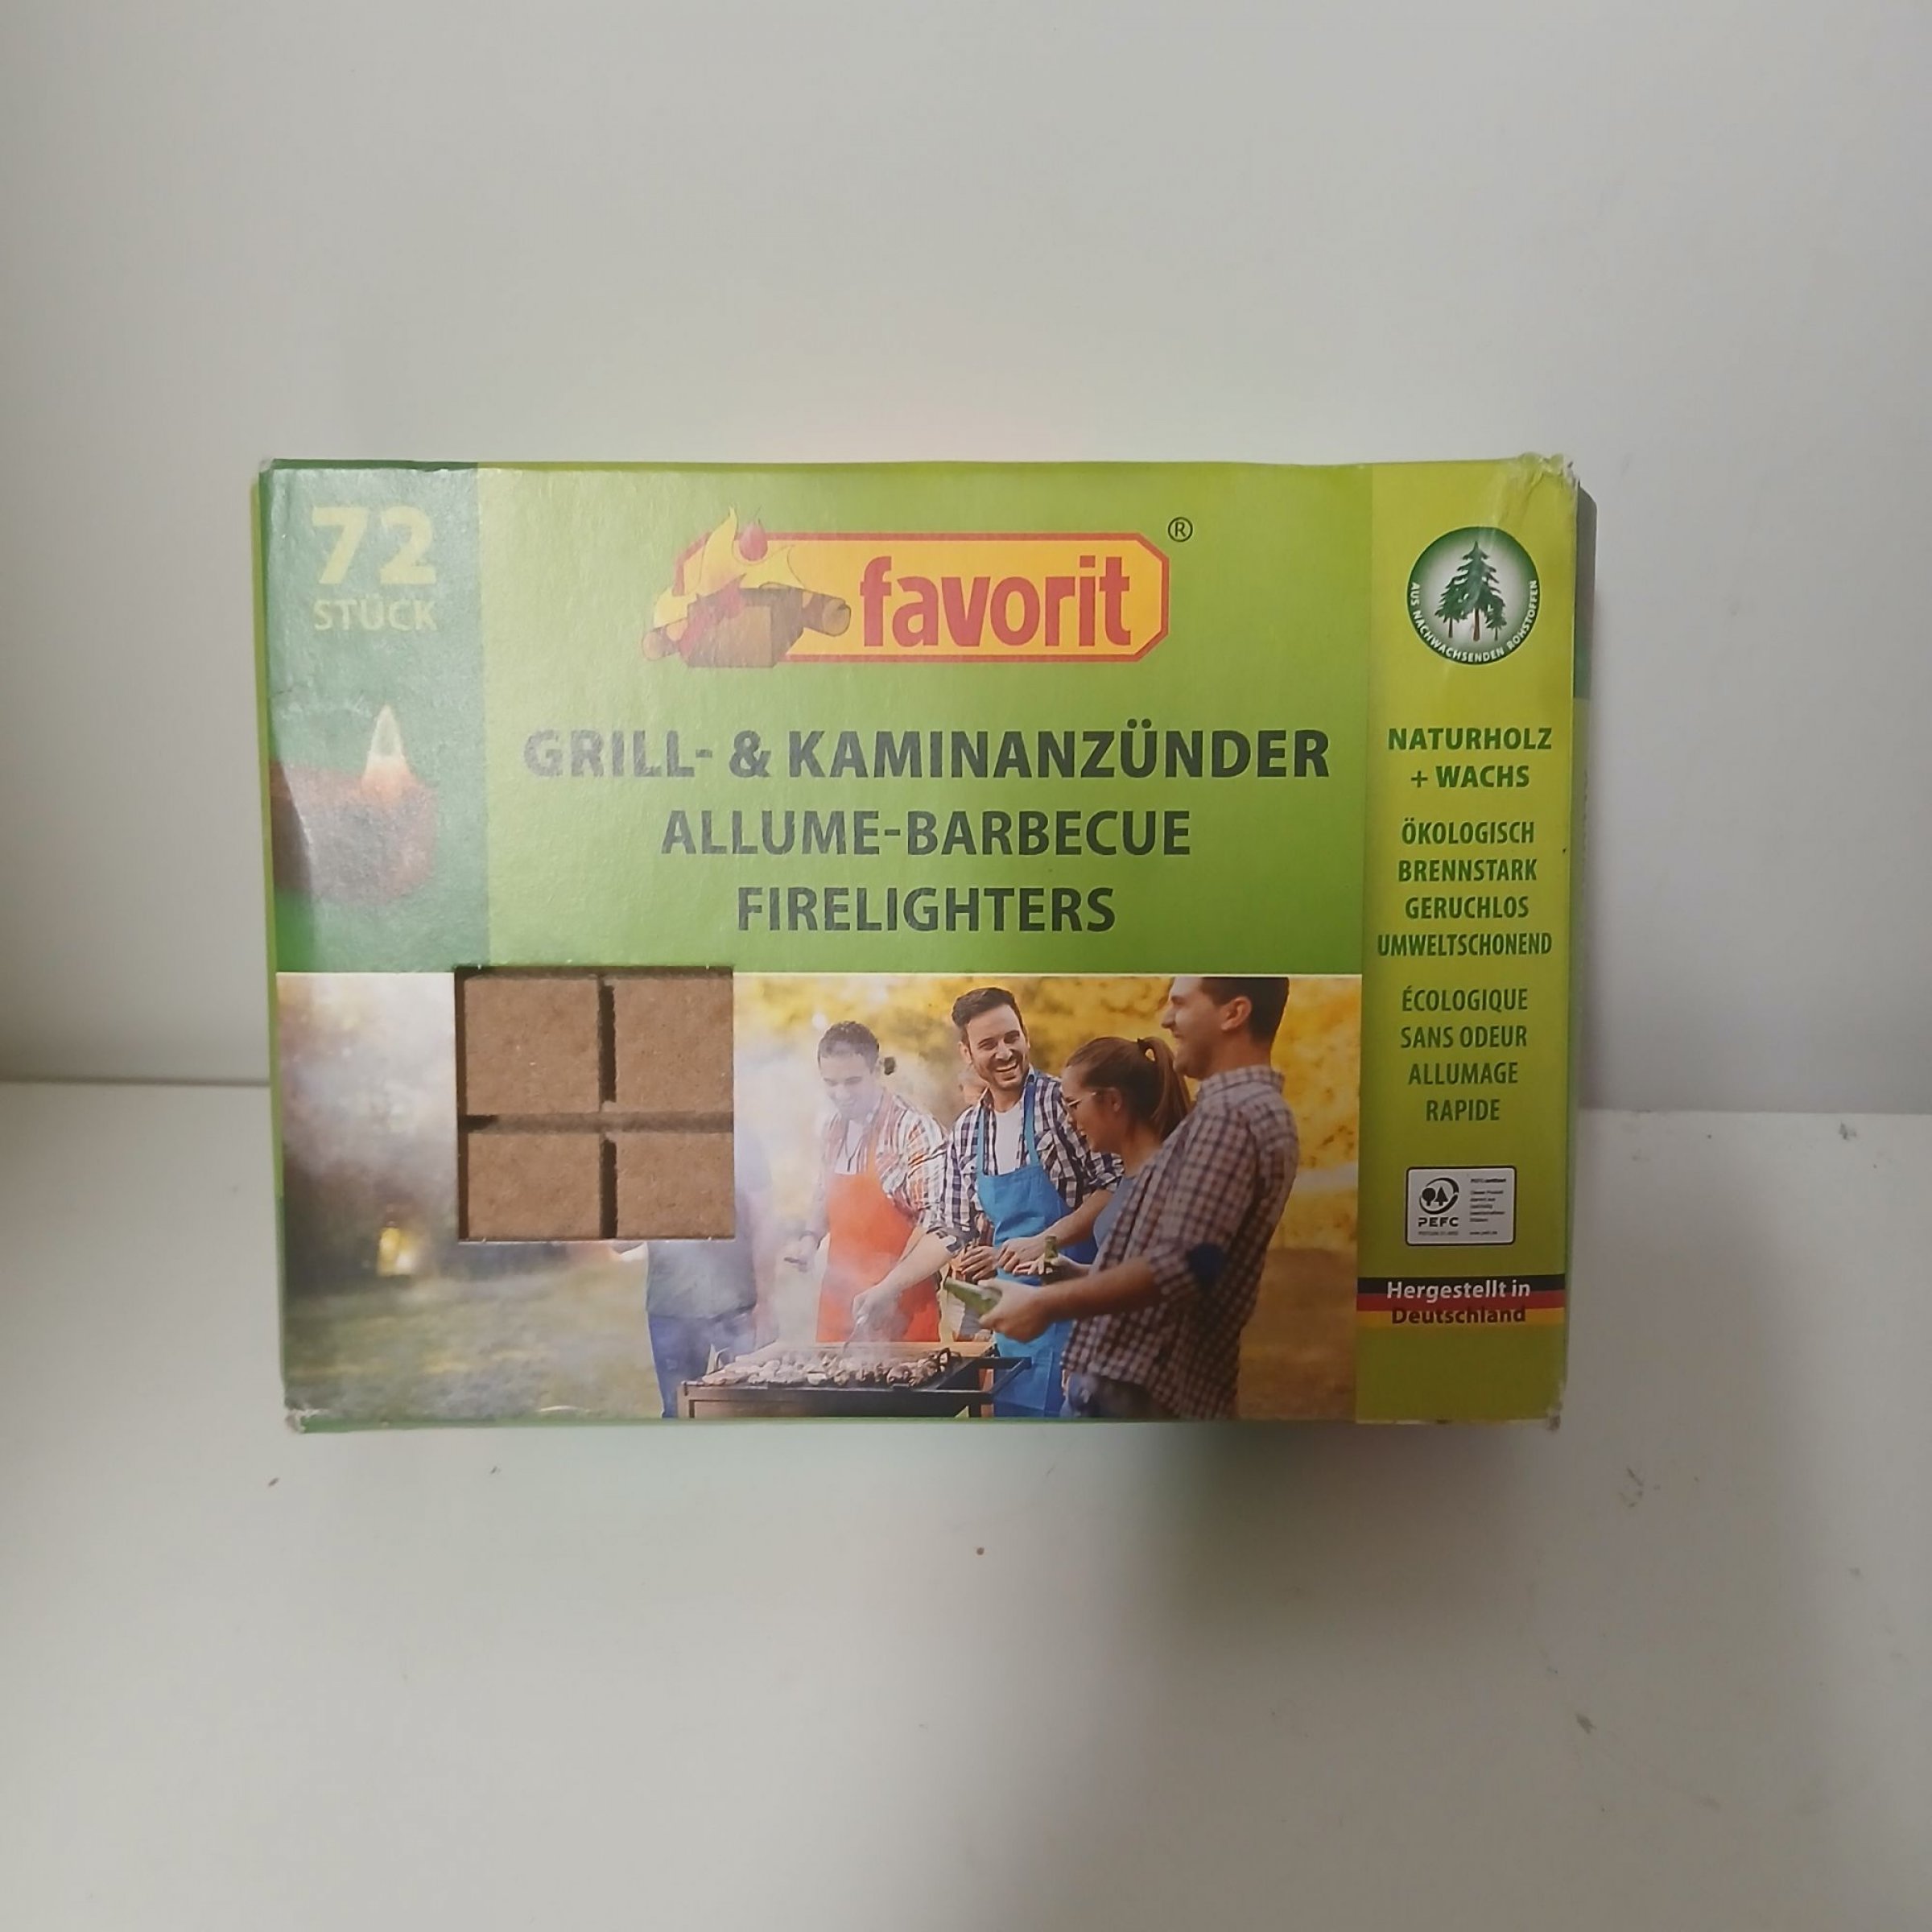 72
STÜCK
favorit®
GRILL- & KAMINANZÜNDER
ALLUME-BARBECUE
FIRELIGHTERS
AUS NACHWACHSENDEN ROHSTOFFEN
NATURHOLZ
+ WACHS
ÖKOLOGISCH
BRENNSTARK
GERUCHLOS
UMWELTSCHONEND
ÉCOLOGIQUE
SANS ODEUR
ALLUMAGE
RAPIDE
PEFC
Hergestellt in
Deutschland